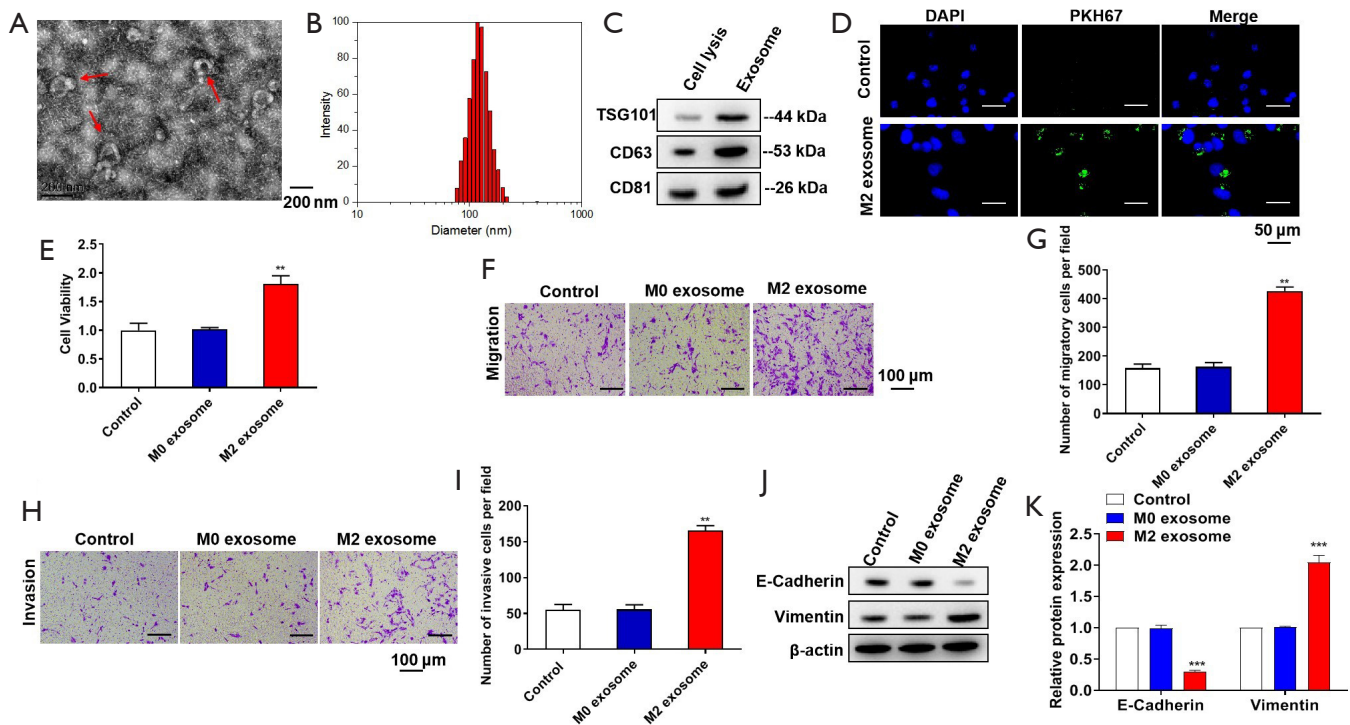 A
200 nm
200 nm
B
Intensity
100
80
60
40
20
0
10
100
1000
Diameter (nm)
C
Cell lysis
Exosome
TSG101
--44 kDa
CD63
--53 kDa
CD81
--26 kDa
D
DAPI
PKH67
Merge
Control
M2 exosome
50 μm
E
Cell Viability
2.5
2.0
1.5
1.0
0.5
0.0
**
Control
M0 exosome
M2 exosome
F
Control
M0 exosome
M2 exosome
Migration
100 μm
G
Number of migratory cells per field
500
400
300
200
100
0
**
Control
M0 exosome
M2 exosome
H
Control
M0 exosome
M2 exosome
Invasion
100 μm
I
Number of invasive cells per field
200
150
100
50
0
**
Control
M0 exosome
M2 exosome
J
Control
M0 exosome
M2 exosome
E-Cadherin
Vimentin
β-actin
K
Control
M0 exosome
M2 exosome
Relative protein expression
2.5
2.0
1.5
1.0
0.5
0.0
***
***
E-Cadherin
Vimentin